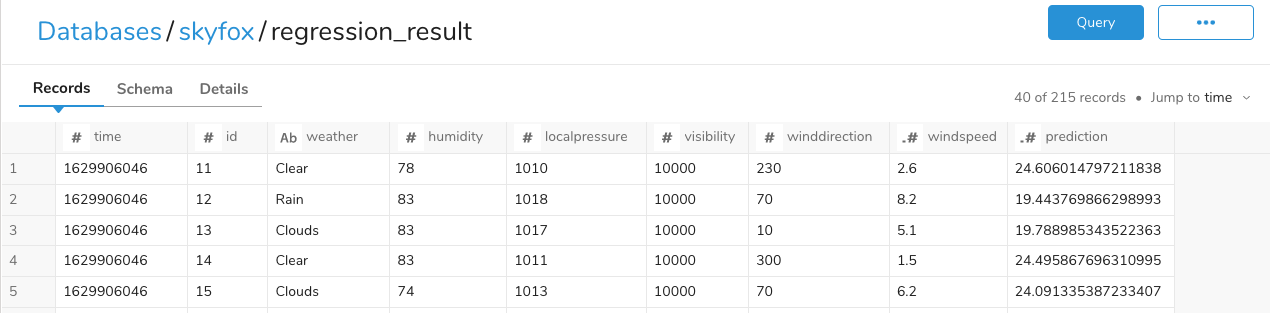 Databases / skyfox / regression_result
Query
•••
Records Schema Details
40 of 215 records • Jump to time
# time # id Ab weather # humidity # localpressure # visibility # winddirection .# windspeed .# prediction
1 1629906046 11 Clear 78 1010 10000 230 2.6 24.606014797211838
2 1629906046 12 Rain 83 1018 10000 70 8.2 19.443769866298993
3 1629906046 13 Clouds 83 1017 10000 10 5.1 19.788985343522363
4 1629906046 14 Clear 83 1011 10000 300 1.5 24.495867696310995
5 1629906046 15 Clouds 74 1013 10000 70 6.2 24.091335387233407